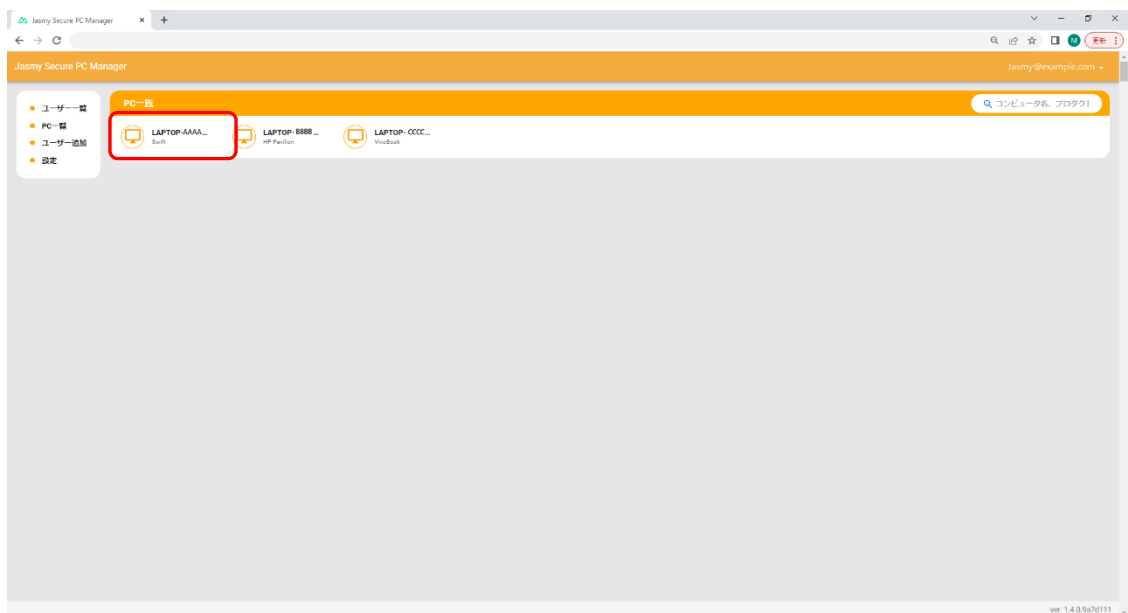 Jasmy Secure PC Manager
更新
Jasmy Secure PC Manager
Jasmy@example.com
ユーザー一覧
PC一覧
ユーザー追加
設定
PC一覧
コンピュータ名、プロダクト
LAPTOP-AAAA...
Swift
LAPTOP- BBBB ...
HP Pavilion
LAPTOP- CCCC...
VivoBook
M
ver: 1.4.0.9a7d111